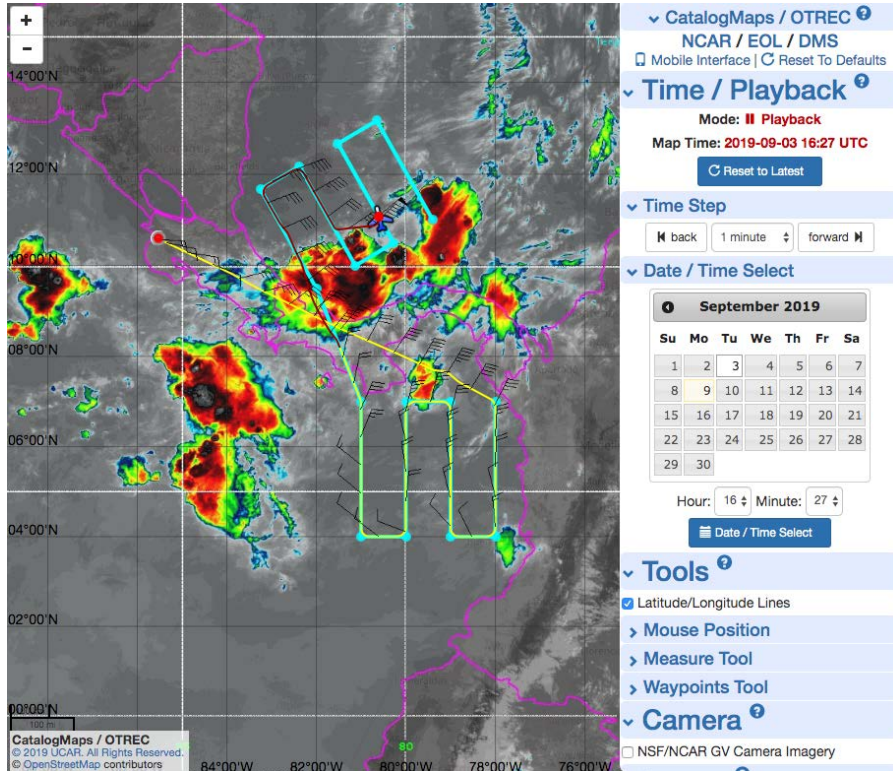 +
−
14°00'N
12°00'N
10°00'N
08°00'N
06°00'N
04°00'N
02°00'N
00°00'N
100 mi
80
84°00'W
82°00'W
80°00'W
78°00'W
76°00'W
CatalogMaps / OTREC
© 2019 UCAR. All Rights Reserved.
© OpenStreetMap contributors
CatalogMaps / OTREC ?
NCAR / EOL / DMS
Mobile Interface | Reset To Defaults
Time / Playback ?
Mode: Playback
Map Time: 2019-09-03 16:27 UTC
Reset to Latest
Time Step
back 1 minute forward
Date / Time Select
September 2019
Su Mo Tu We Th Fr Sa
1 2 3 4 5 6 7
8 9 10 11 12 13 14
15 16 17 18 19 20 21
22 23 24 25 26 27 28
29 30
Hour: 16 Minute: 27
Date / Time Select
Tools ?
Latitude/Longitude Lines
Mouse Position
Measure Tool
Waypoints Tool
Camera ?
NSF/NCAR GV Camera Imagery